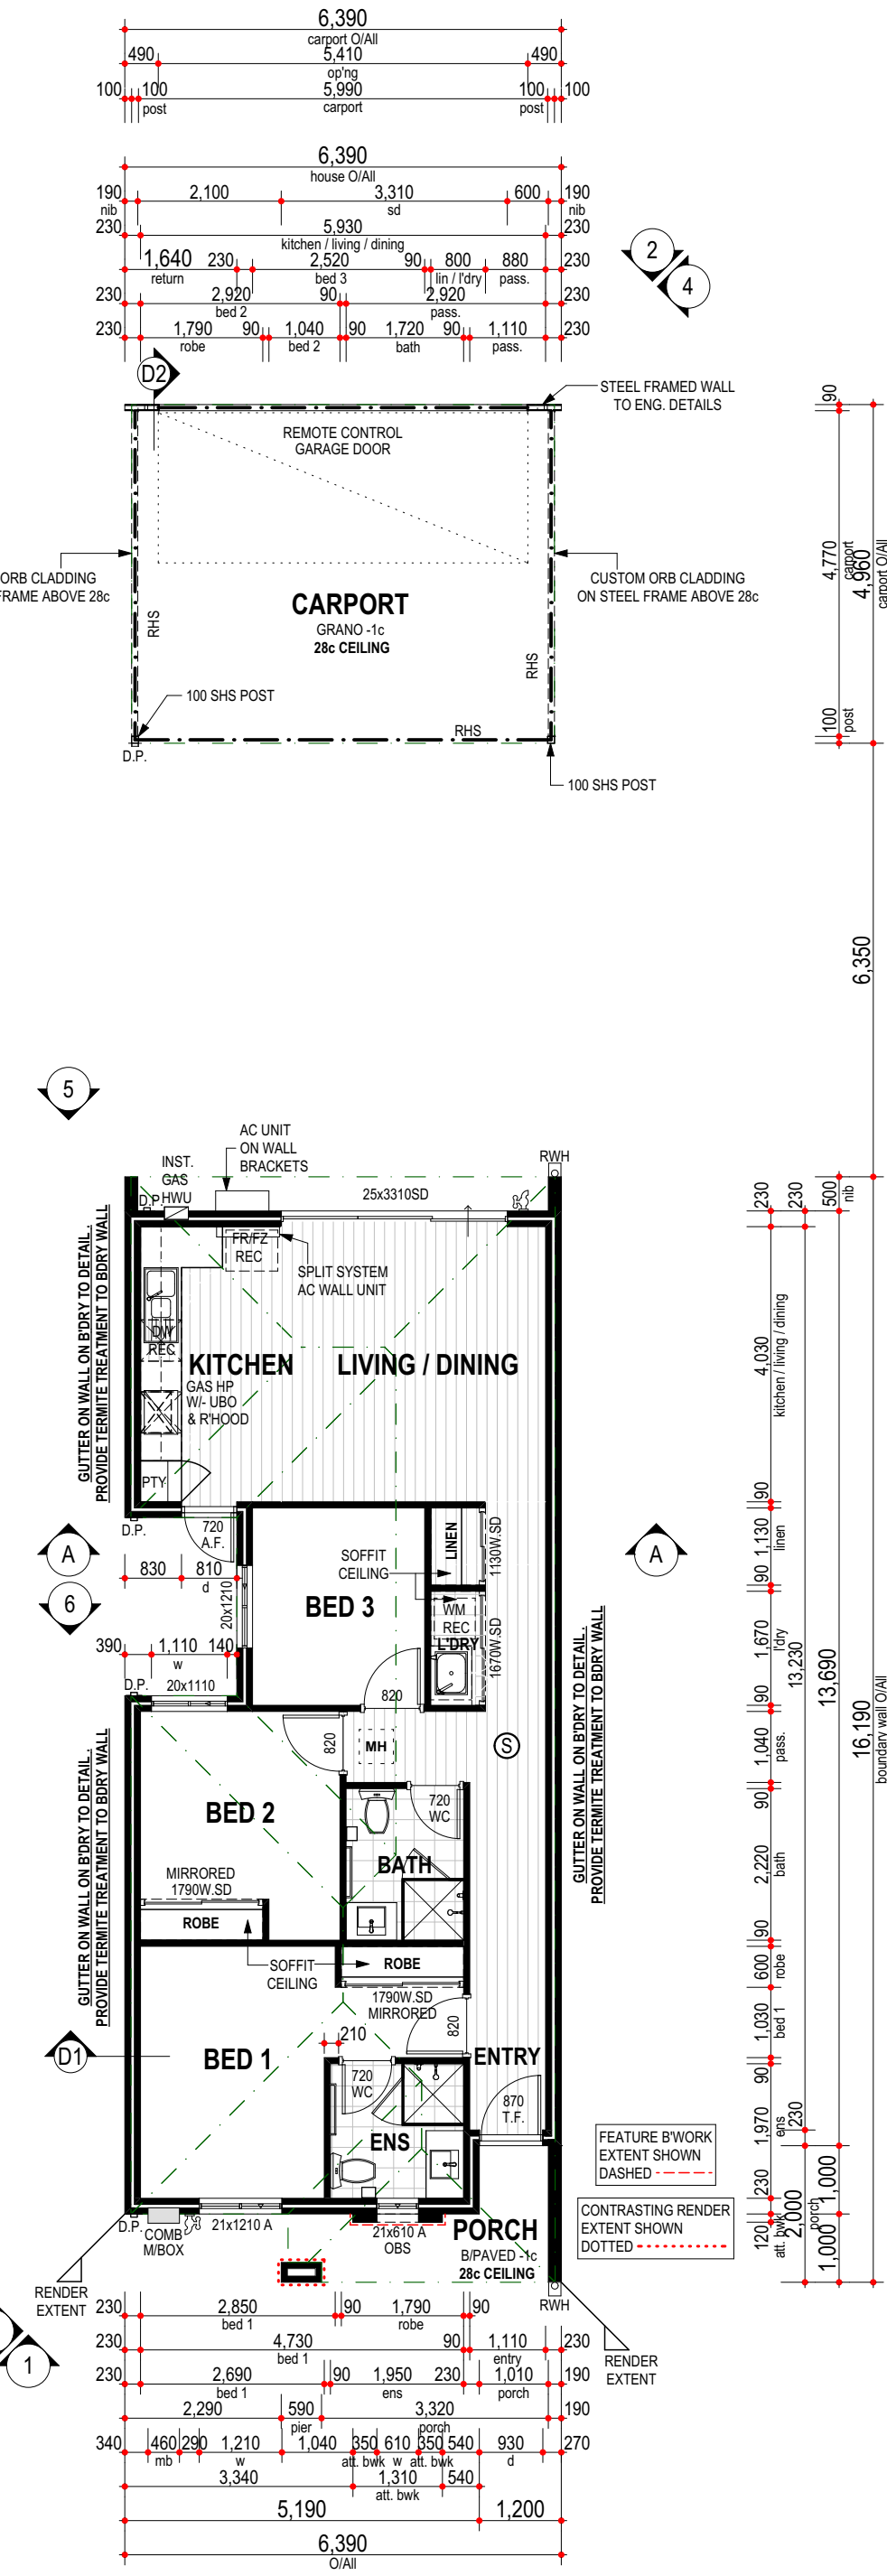 6,390
carport O/All
490 5,410 490
op'ng
100 100 5,990 100 100
post carport post
6,390
house O/All
190 2,100 3,310 600 190
nib sd nib
230 5,930 230
kitchen / living / dining
1,640 230 2,520 90 800 880 230
return bed 3 lin / l'dry pass.
230 2,920 90 2,920 230
bed 2 pass.
230 1,790 90 1,040 90 1,720 90 1,110 230
robe bed 2 bath pass.
2
4
D2
STEEL FRAMED WALL
TO ENG. DETAILS
REMOTE CONTROL
GARAGE DOOR
ORB CLADDING
FRAME ABOVE 28c
CUSTOM ORB CLADDING
ON STEEL FRAME ABOVE 28c
CARPORT
GRANO -1c
28c CEILING
RHS
RHS
RHS
100 SHS POST
D.P.
100 SHS POST
90
4,770
carport
100
post
4,960
carport O/All
6,350
5
AC UNIT
ON WALL
BRACKETS
INST.
GAS
HWU
D.P.
RWH
25x3310SD
FR/FZ
REC
SPLIT SYSTEM
AC WALL UNIT
GUTTER ON WALL ON B'DRY TO DETAIL.
PROVIDE TERMITE TREATMENT TO BDRY WALL
DW
REC
KITCHEN
LIVING / DINING
GAS HP
W/- UBO
& R'HOOD
PTY
D.P.
720
A.F.
A
A
6
830 810
d
20x1210
SOFFIT
CEILING
LINEN
1130W.SD
BED 3
WM
REC
L'DRY
1670W.SD
390 1,110 140
w
D.P.
20x1110
820
820
MH
S
GUTTER ON WALL ON B'DRY TO DETAIL.
PROVIDE TERMITE TREATMENT TO BDRY WALL
GUTTER ON WALL ON B'DRY TO DETAIL.
PROVIDE TERMITE TREATMENT TO BDRY WALL
BED 2
720
WC
BATH
MIRRORED
1790W.SD
ROBE
SOFFIT
CEILING
ROBE
1790W.SD
MIRRORED
D1
210
820
BED 1
ENTRY
720
WC
870
T.F.
ENS
FEATURE B'WORK
EXTENT SHOWN
DASHED
CONTRASTING RENDER
EXTENT SHOWN
DOTTED
D.P.
COMB
M/BOX
21x1210 A
21x610 A
OBS
PORCH
B/PAVED -1c
28c CEILING
RWH
RENDER
EXTENT
RENDER
EXTENT
1
230 230 500
nib
4,030
kitchen / living / dining
90
1,130
linen
90
1,670
l'dry
90
1,040
pass.
90
2,220
bath
90
600
robe
1,030
bed 1
90
1,970
ens
230
120
att. bwk
13,230
230
2,000
porch
13,690
1,000
1,000
16,190
boundary wall O/All
230 2,850 90 1,790 90
bed 1 robe
230 4,730 90 1,110 230
bed 1 entry
230 2,690 90 1,950 230 1,010 190
bed 1 ens porch
2,290 590 3,320 190
pier porch
340 460 290 1,210 1,040 350 610 350 540 930 270
mb w att. bwk w att. bwk d
3,340 1,310 540
att. bwk
5,190 1,200
6,390
O/All